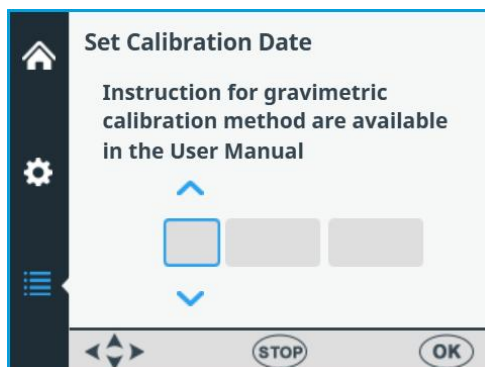 Set Calibration Date
Instruction for gravimetric
calibration method are available
in the User Manual
STOP
OK